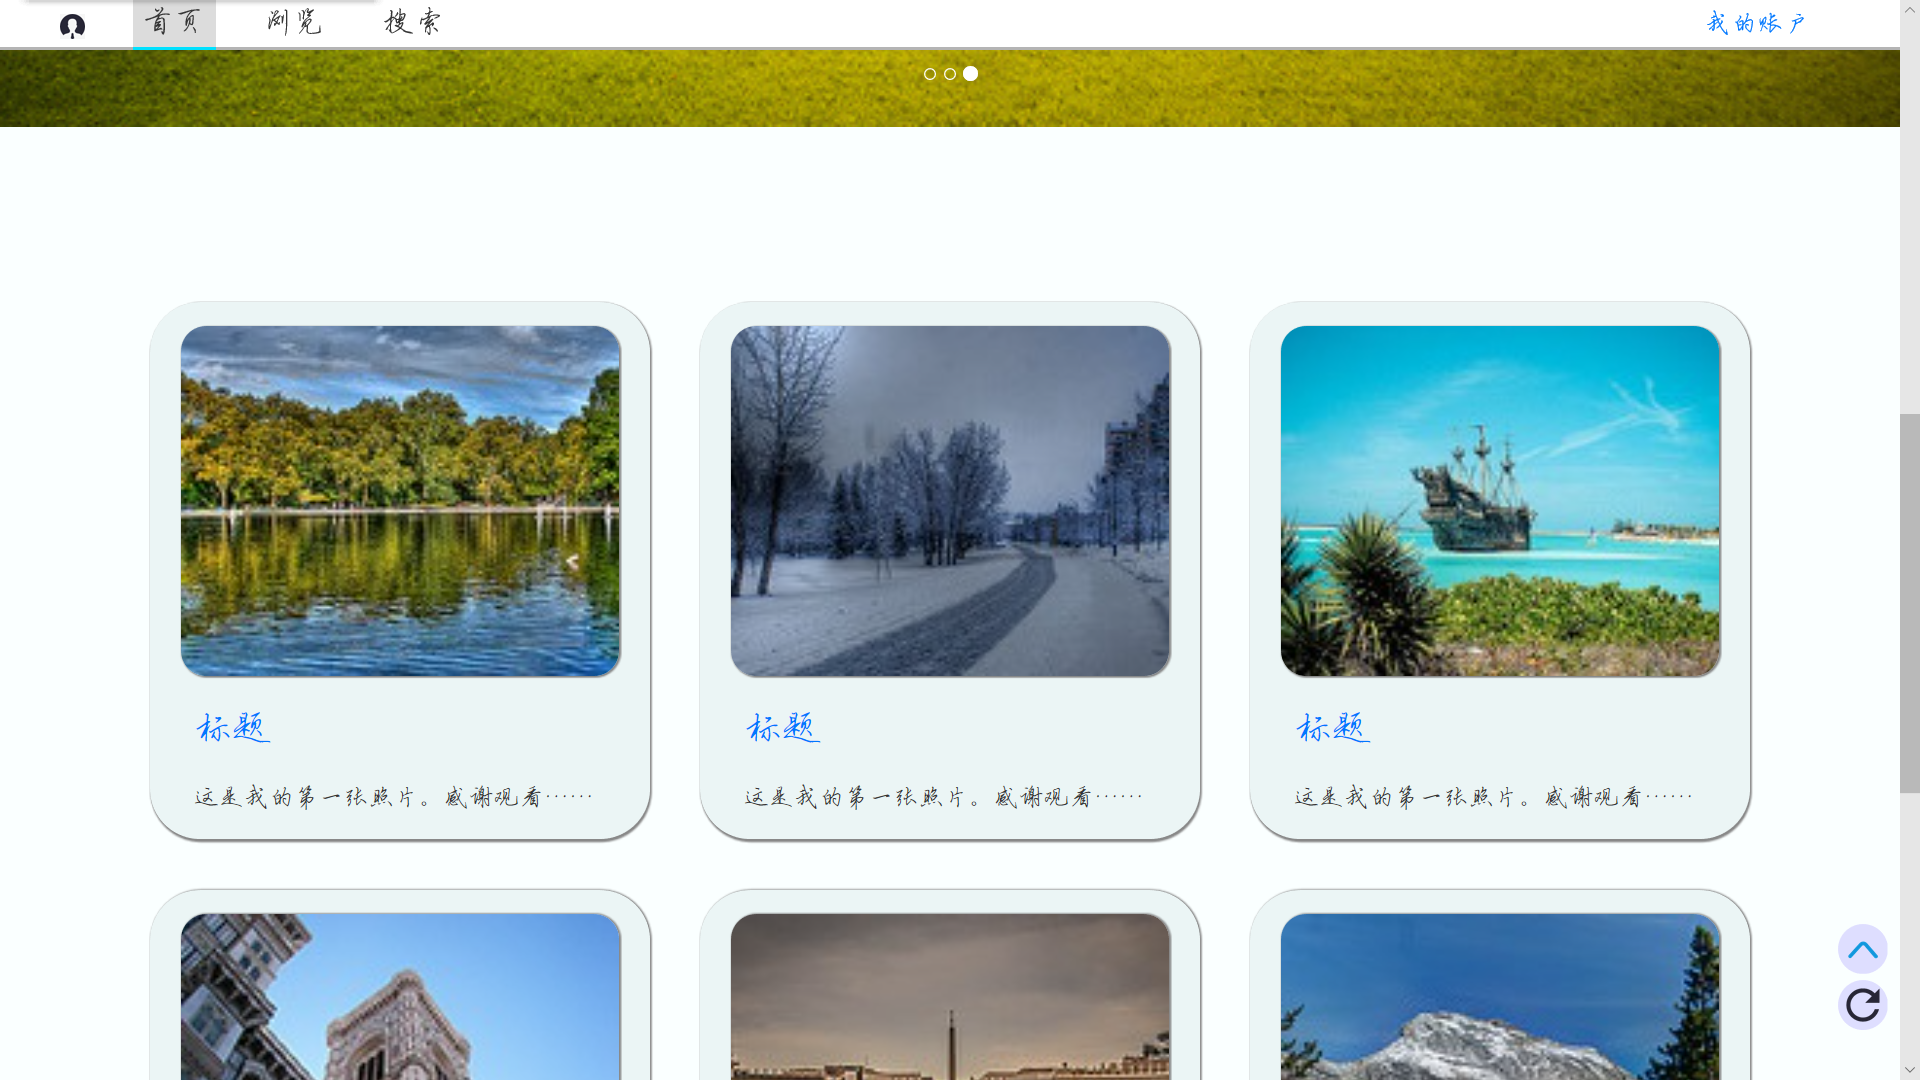 首页 浏览 搜索 我的账户
标题 标题 标题
这是我的第一张照片。感谢观看…… 这是我的第一张照片。感谢观看…… 这是我的第一张照片。感谢观看……